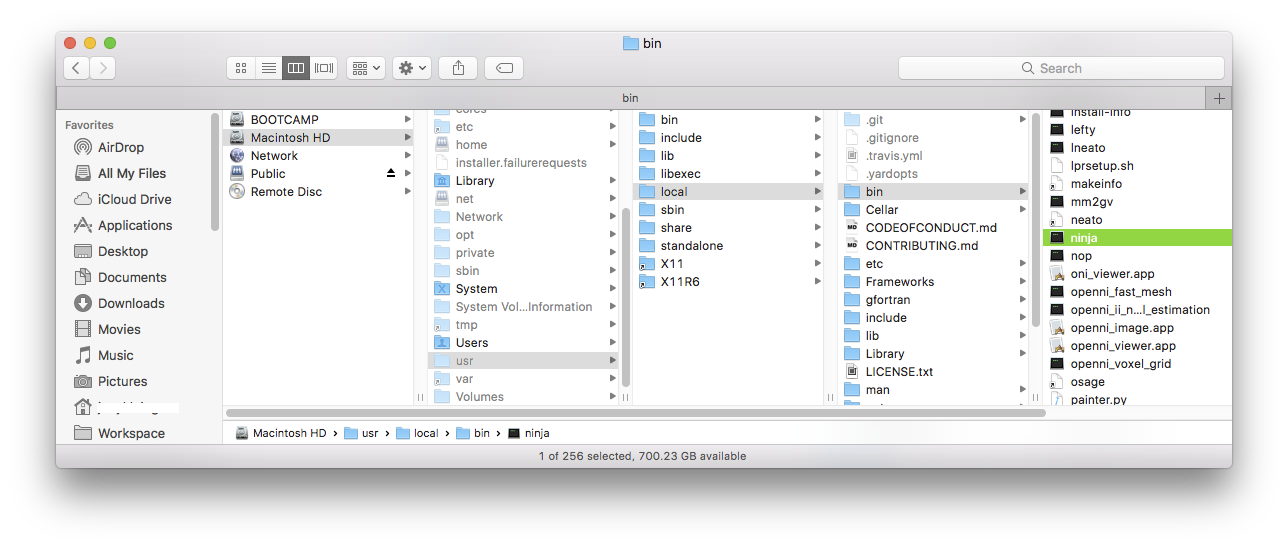 bin
Search
bin
Favorites
AirDrop
All My Files
iCloud Drive
Applications
Desktop
Documents
Downloads
Movies
Music
Pictures
Workspace
BOOTCAMP
Macintosh HD
Network
Public
Remote Disc
cores
etc
home
installer.failurerequests
Library
net
Network
opt
private
sbin
System
System Vol...Information
tmp
Users
usr
var
Volumes
bin
include
lib
libexec
local
sbin
share
standalone
X11
X11R6
.git
.gitignore
.travis.yml
.yardopts
bin
Cellar
CODEOFCONDUCT.md
CONTRIBUTING.md
etc
Frameworks
gfortran
include
lib
Library
LICENSE.txt
man
install-info
lefty
lneato
lprsetup.sh
makeinfo
mm2gv
neato
ninja
nop
oni_viewer.app
openni_fast_mesh
openni_ii_n...l_estimation
openni_image.app
openni_viewer.app
openni_voxel_grid
osage
painter.py
Macintosh HD › usr › local › bin › ninja
1 of 256 selected, 700.23 GB available